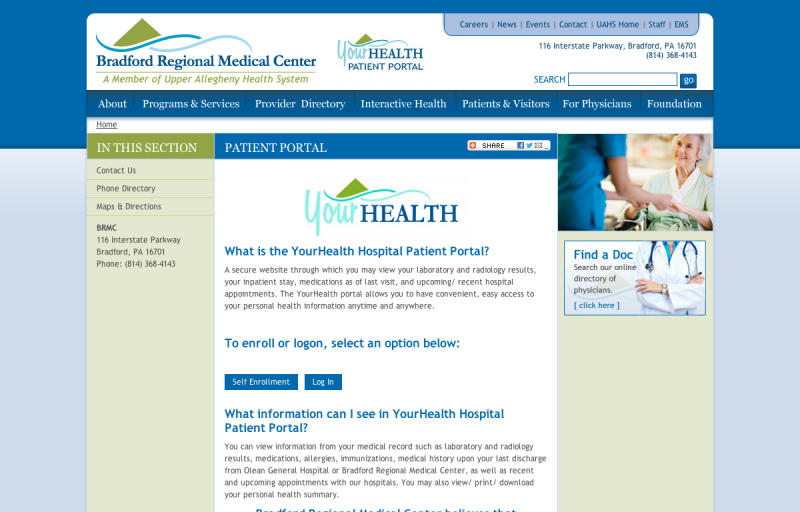 Bradford Regional Medical Center
A Member of Upper Allegheny Health System
YourHEALTH
PATIENT PORTAL
Careers | News | Events | Contact | UAHS Home | Staff | EMS
116 Interstate Parkway, Bradford, PA 16701
(814) 368-4143
SEARCH
go
About
Programs & Services
Provider Directory
Interactive Health
Patients & Visitors
For Physicians
Foundation
Home
IN THIS SECTION
Contact Us
Phone Directory
Maps & Directions
BRMC
116 Interstate Parkway
Bradford, PA 16701
Phone: (814) 368-4143
PATIENT PORTAL
SHARE
YourHEALTH
What is the YourHealth Hospital Patient Portal?
A secure website through which you may view your laboratory and radiology results,
your inpatient stay, medications as of last visit, and upcoming/ recent hospital
appointments. The YourHealth portal allows you to have convenient, easy access to
your personal health information anytime and anywhere.
To enroll or logon, select an option below:
Self Enrollment
Log In
What information can I see in YourHealth Hospital
Patient Portal?
You can view information from your medical record such as laboratory and radiology
results, medications, allergies, immunizations, medical history upon your last discharge
from Olean General Hospital or Bradford Regional Medical Center, as well as recent
and upcoming appointments with our hospitals. You may also view/ print/ download
your personal health summary.
Bradford Regional Medical Center believes that
Find a Doc
Search our online
directory of
physicians.
[ click here ]